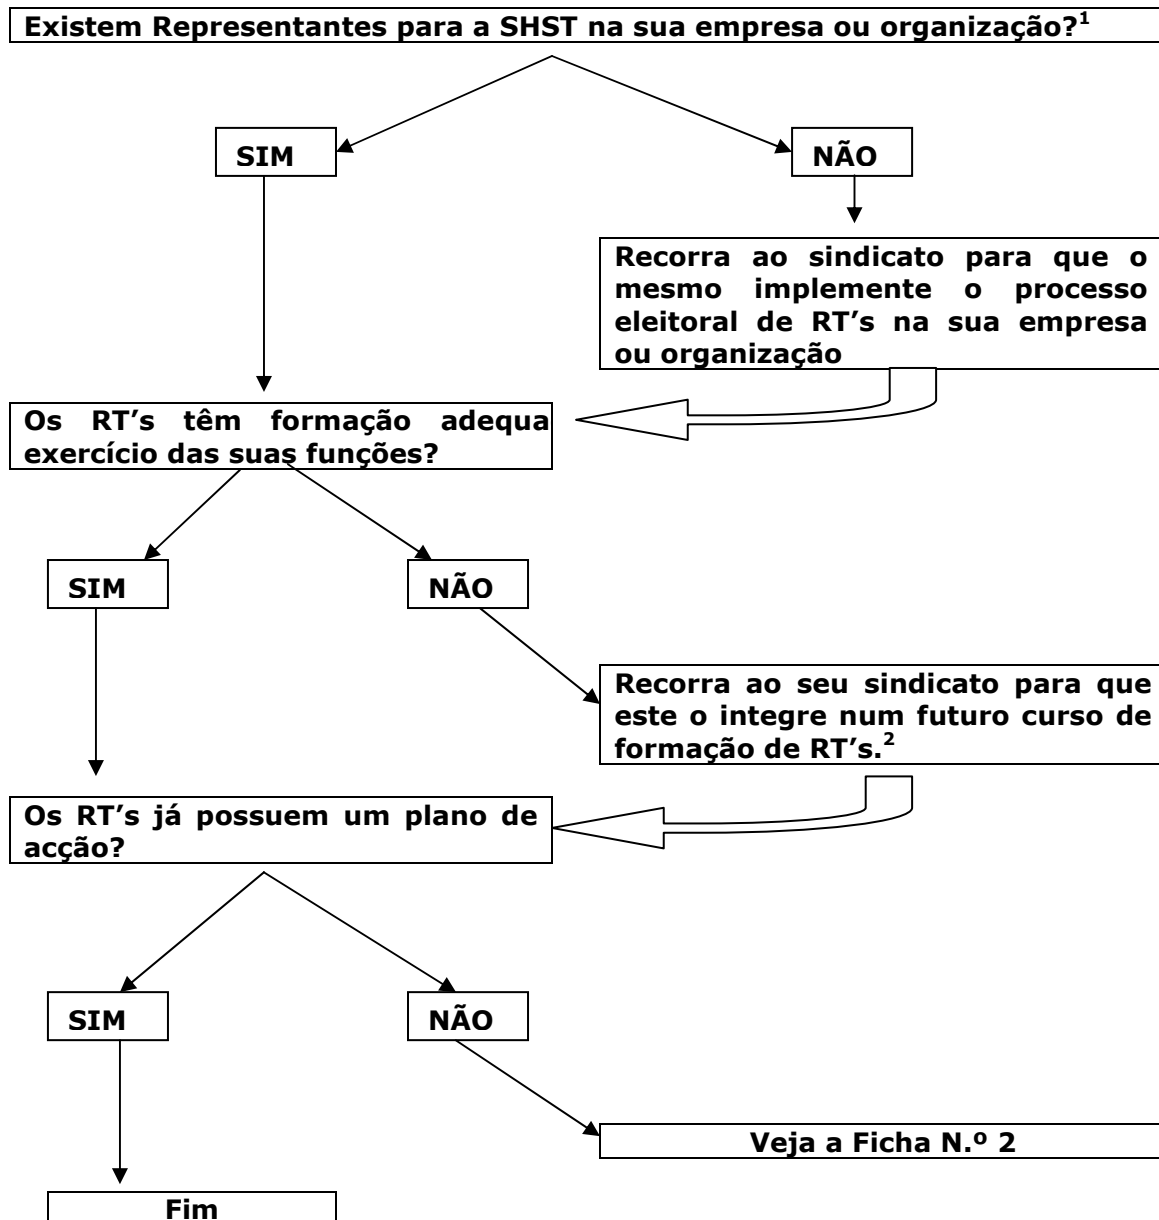 Existem Representantes para a SHST na sua empresa ou organização?¹
SIM
NÃO
Recorra ao sindicato para que o
mesmo implemente o processo
eleitoral de RT’s na sua empresa
ou organização
Os RT’s têm formação adequa
exercício das suas funções?
SIM
NÃO
Recorra ao seu sindicato para que
este o integre num futuro curso de
formação de RT’s.²
Os RT’s já possuem um plano de
acção?
SIM
NÃO
Veja a Ficha N.º 2
Fim